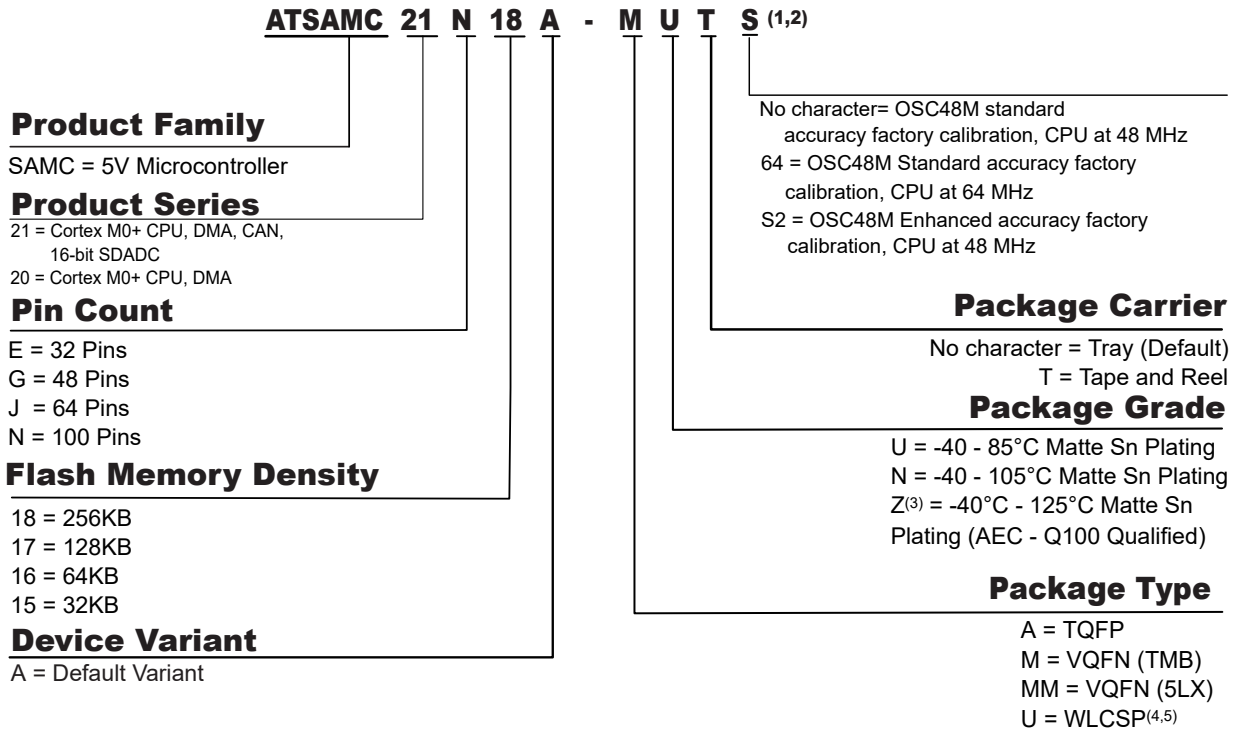 ATSAMC 21 N 18 A - M U T S (1,2)
Product Family
SAMC = 5V Microcontroller
Product Series
21 = Cortex M0+ CPU, DMA, CAN,
16-bit SDADC
20 = Cortex M0+ CPU, DMA
Pin Count
E = 32 Pins
G = 48 Pins
J = 64 Pins
N = 100 Pins
Flash Memory Density
18 = 256KB
17 = 128KB
16 = 64KB
15 = 32KB
Device Variant
A = Default Variant
No character= OSC48M standard
accuracy factory calibration, CPU at 48 MHz
64 = OSC48M Standard accuracy factory
calibration, CPU at 64 MHz
S2 = OSC48M Enhanced accuracy factory
calibration, CPU at 48 MHz
Package Carrier
No character = Tray (Default)
T = Tape and Reel
Package Grade
U = -40 - 85°C Matte Sn Plating
N = -40 - 105°C Matte Sn Plating
Z(3) = -40°C - 125°C Matte Sn
Plating (AEC - Q100 Qualified)
Package Type
A = TQFP
M = VQFN (TMB)
MM = VQFN (5LX)
U = WLCSP(4,5)